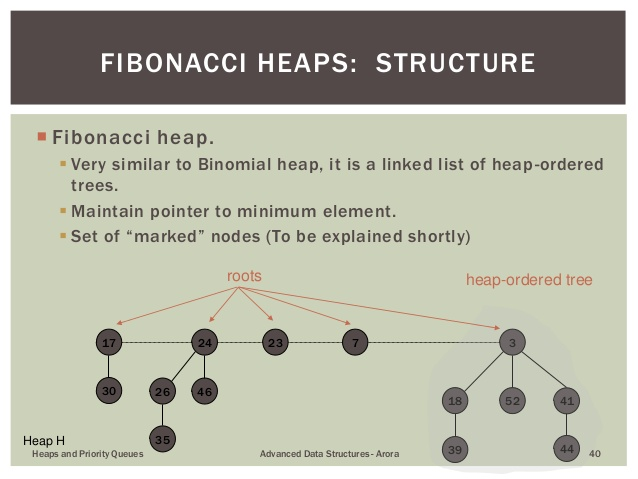 FIBONACCI HEAPS: STRUCTURE
Fibonacci heap.
Very similar to Binomial heap, it is a linked list of heap-ordered
trees.
Maintain pointer to minimum element.
Set of “marked” nodes (To be explained shortly)
roots
heap-ordered tree
17 24 23 7 3
30 26 46 18 52 41
35 39 44
Heap H
Heaps and Priority Queues Advanced Data Structures- Arora 40